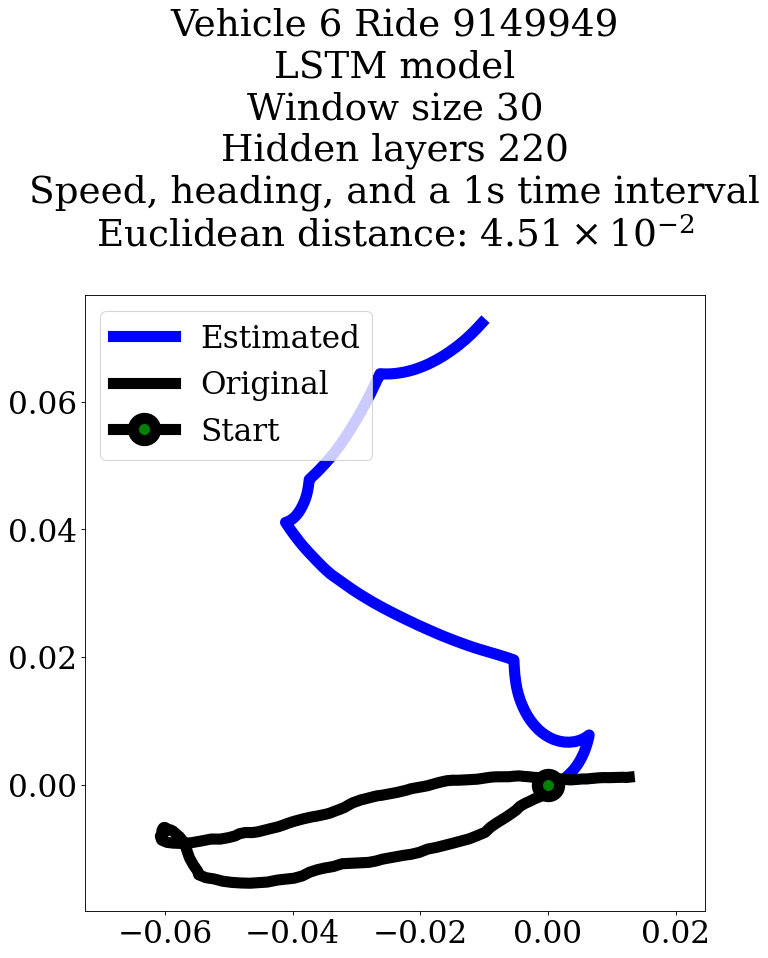 Vehicle 6 Ride 9149949
LSTM model
Window size 30
Hidden layers 220
Speed, heading, and a 1s time interval
Euclidean distance: 4.51 × 10⁻²
Estimated
Original
Start
0.06
0.04
0.02
0.00
−0.06 −0.04 −0.02 0.00 0.02